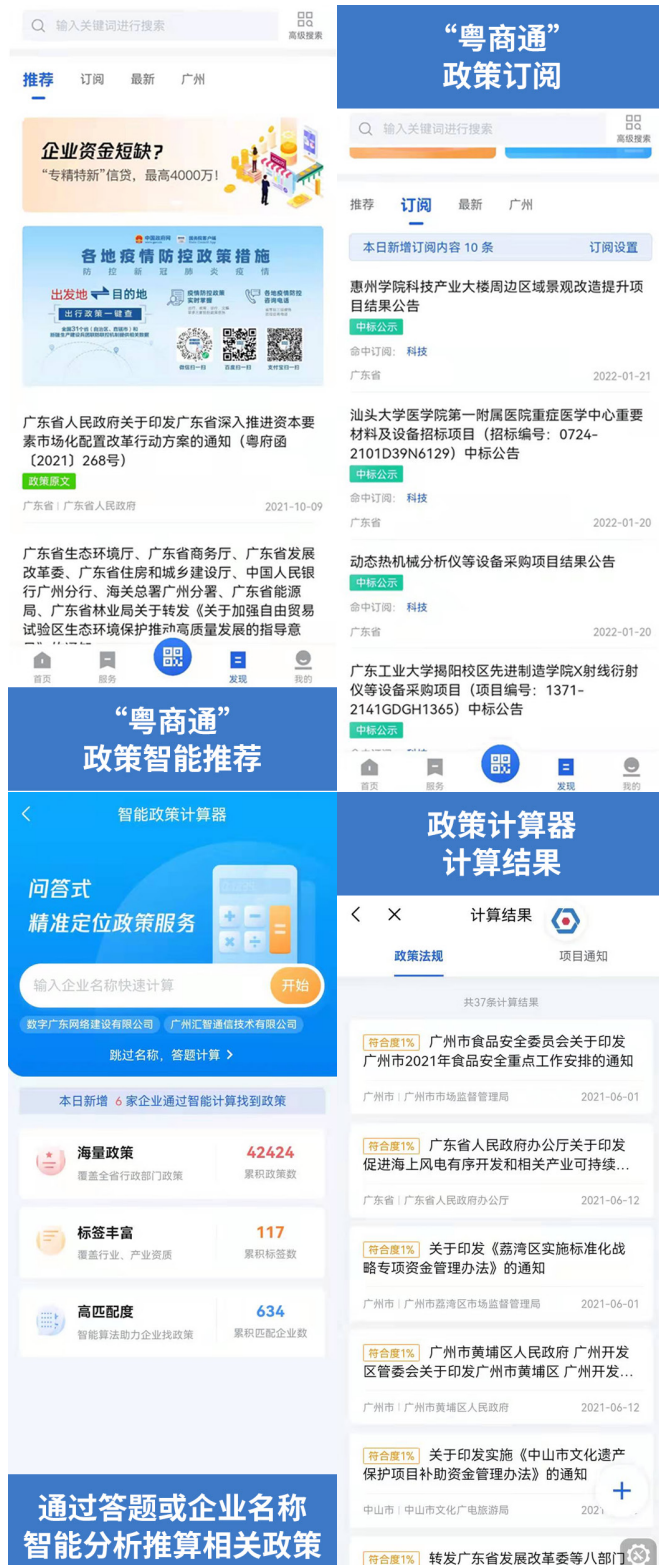 输入关键词进行搜索
高级搜索
推荐 订阅 最新 广州
企业资金短缺?
“专精特新”信贷，最高4000万!
中国政府网
各地疫情防控政策措施
防控新冠肺炎疫情
出发地 目的地
出行政策一键查
疫情防控政策
实时掌握
各地疫情防控
咨询电话
微信扫一扫 百度扫一扫 支付宝扫一扫
广东省人民政府关于印发广东省深入推进资本要
素市场化配置改革行动方案的通知（粤府函
〔2021〕268号）
政策原文
广东省 | 广东省人民政府 2021-10-09
广东省生态环境厅、广东省商务厅、广东省发展
改革委、广东省住房和城乡建设厅、中国人民银
行广州分行、海关总署广州分署、广东省能源
局、广东省林业局关于转发《关于加强自由贸易
试验区生态环境保护推动高质量发展的指导意
首页 服务 发现 我的
“粤商通”
政策智能推荐
“粤商通”
政策订阅
输入关键词进行搜索
高级搜索
推荐 订阅 最新 广州
本日新增订阅内容 10 条 订阅设置
惠州学院科技产业大楼周边区域景观改造提升项
目结果公告
中标公示
命中订阅: 科技
广东省 2022-01-21
汕头大学医学院第一附属医院重症医学中心重要
材料及设备招标项目（招标编号：0724-
2101D39N6129）中标公告
中标公示
命中订阅: 科技
广东省 2022-01-20
动态热机械分析仪等设备采购项目结果公告
中标公示
命中订阅: 科技
广东省 2022-01-20
广东工业大学揭阳校区先进制造学院X射线衍射
仪等设备采购项目（项目编号：1371-
2141GDGH1365）中标公告
中标公示
首页 服务 发现 我的
智能政策计算器
问答式
精准定位政策服务
输入企业名称快速计算 开始
数字广东网络建设有限公司 广州汇智通信技术有限公司
跳过名称，答题计算
本日新增 6 家企业通过智能计算找到政策
海量政策 42424
覆盖全省行政部门政策 累积政策数
标签丰富 117
覆盖行业、产业资质 累积标签数
高匹配度 634
智能算法助力企业找政策 累积匹配企业数
通过答题或企业名称
智能分析推算相关政策
政策计算器
计算结果
计算结果
政策法规 项目通知
共37条计算结果
符合度1% 广州市食品安全委员会关于印发
广州市2021年食品安全重点工作安排的通知
广州市 | 广州市市场监督管理局 2021-06-01
符合度1% 广东省人民政府办公厅关于印发
促进海上风电有序开发和相关产业可持续...
广东省 | 广东省人民政府办公厅 2021-06-12
符合度1% 关于印发《荔湾区实施标准化战
略专项资金管理办法》的通知
广州市 | 广州市荔湾区市场监督管理局 2021-06-01
符合度1% 广州市黄埔区人民政府 广州开发
区管委会关于印发广州市黄埔区 广州开发...
广州市 | 广州市黄埔区人民政府 2021-06-12
符合度1% 关于印发实施《中山市文化遗产
保护项目补助资金管理办法》的通知
中山市 | 中山市文化广电旅游局
符合度1% 转发广东省发展改革委等八部门